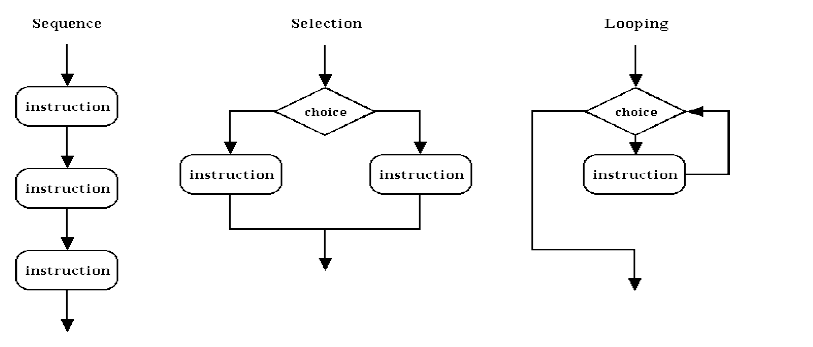 Sequence
instruction
instruction
instruction
Selection
choice
instruction
instruction
Looping
choice
instruction